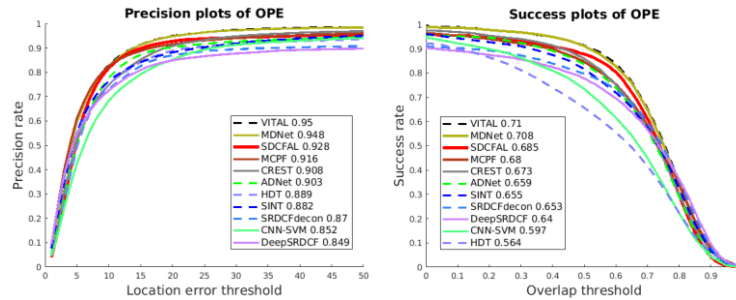 Precision plots of OPE
Precision rate
1
0.9
0.8
0.7
0.6
0.5
0.4
0.3
0.2
0.1
0
VITAL 0.95
MDNet 0.948
SDCFAL 0.928
MCPF 0.916
CREST 0.908
ADNet 0.903
HDT 0.889
SINT 0.882
SRDCFdecon 0.87
CNN-SVM 0.852
DeepSRDCF 0.849
0 5 10 15 20 25 30 35 40 45 50
Location error threshold
Success plots of OPE
Success rate
1
0.9
0.8
0.7
0.6
0.5
0.4
0.3
0.2
0.1
0
VITAL 0.71
MDNet 0.708
SDCFAL 0.685
MCPF 0.68
CREST 0.673
ADNet 0.659
SINT 0.655
SRDCFdecon 0.653
DeepSRDCF 0.64
CNN-SVM 0.597
HDT 0.564
0 0.1 0.2 0.3 0.4 0.5 0.6 0.7 0.8 0.9
Overlap threshold